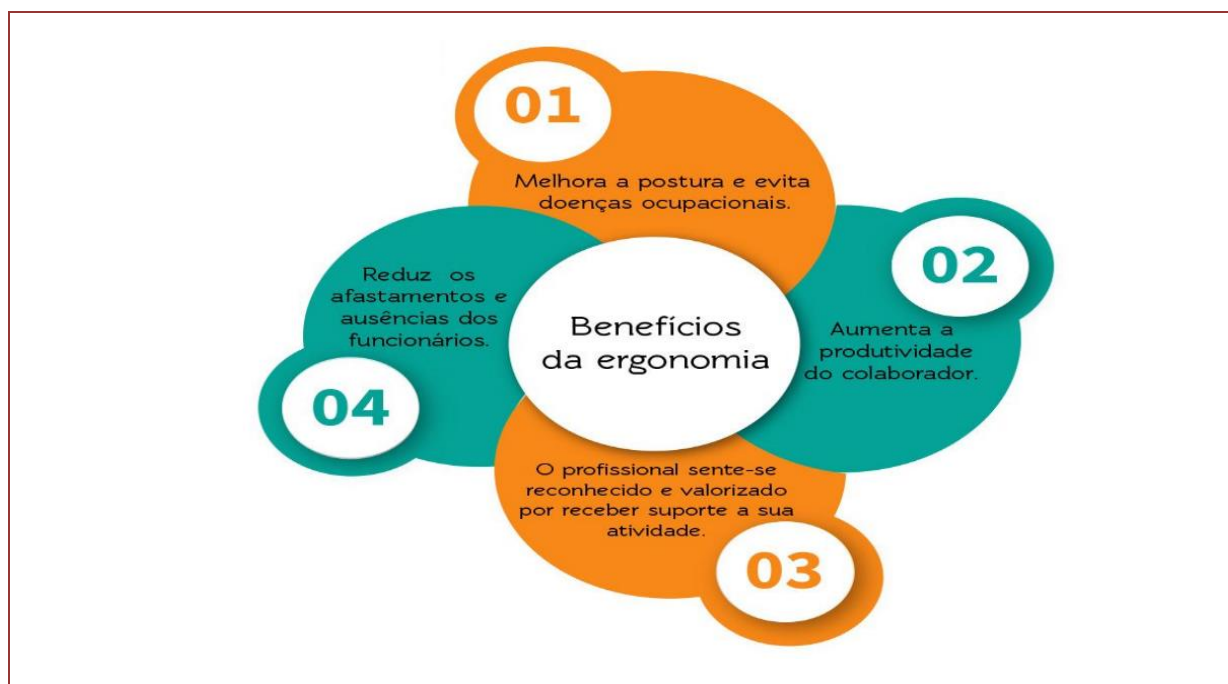 01
Melhora a postura e evita
doenças ocupacionais.
02
Aumenta a
produtividade
do colaborador.
03
O profissional sente-se
reconhecido e valorizado
por receber suporte a sua
atividade.
04
Reduz os
afastamentos e
ausências dos
funcionários.
Benefícios
da ergonomia